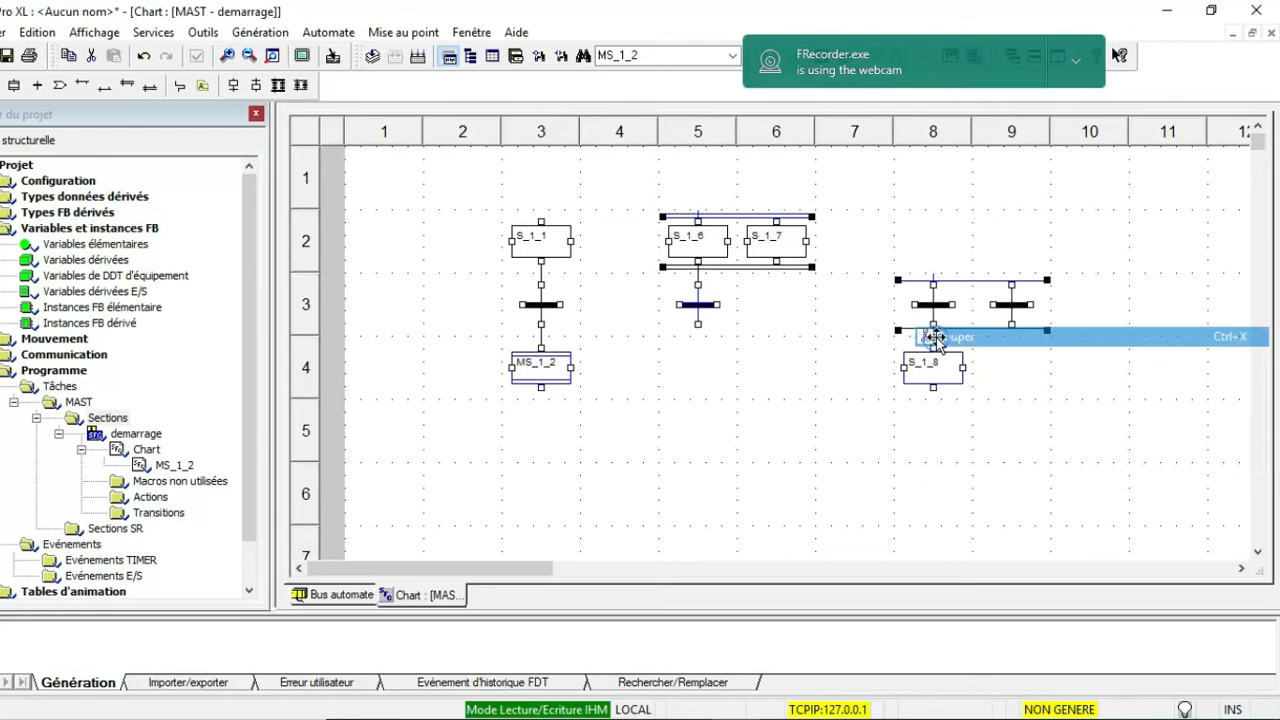 Pro XL : <Aucun nom>* - [Chart : [MAST - demarrage]]
Edition Affichage Services Outils Génération Automate Mise au point Fenêtre Aide
MS_1_2
FRecorder.exe
is using the webcam
r du projet
structurelle
Projet
Configuration
Types données dérivés
Types FB dérivés
Variables et instances FB
Variables élémentaires
Variables dérivées
Variables de DDT d'équipement
Variables dérivées E/S
Instances FB élémentaire
Instances FB dérivé
Mouvement
Communication
Programme
Tâches
MAST
Sections
demarrage
Chart
MS_1_2
Macros non utilisées
Actions
Transitions
Sections SR
Evénements
Evénements TIMER
Evénements E/S
Tables d'animation
1 2 3 4 5 6 7 8 9 10 11 12
1
2
3
4
5
6
7
S_1_1
S_1_6
S_1_7
uper Ctrl+X
MS_1_2
S_1_8
Bus automate
Chart : [MAS...
Génération Importer/exporter Erreur utilisateur Evénement d'historique FDT Rechercher/Remplacer
Mode Lecture/Ecriture IHM LOCAL TCPIP:127.0.0.1 NON GENERE INS